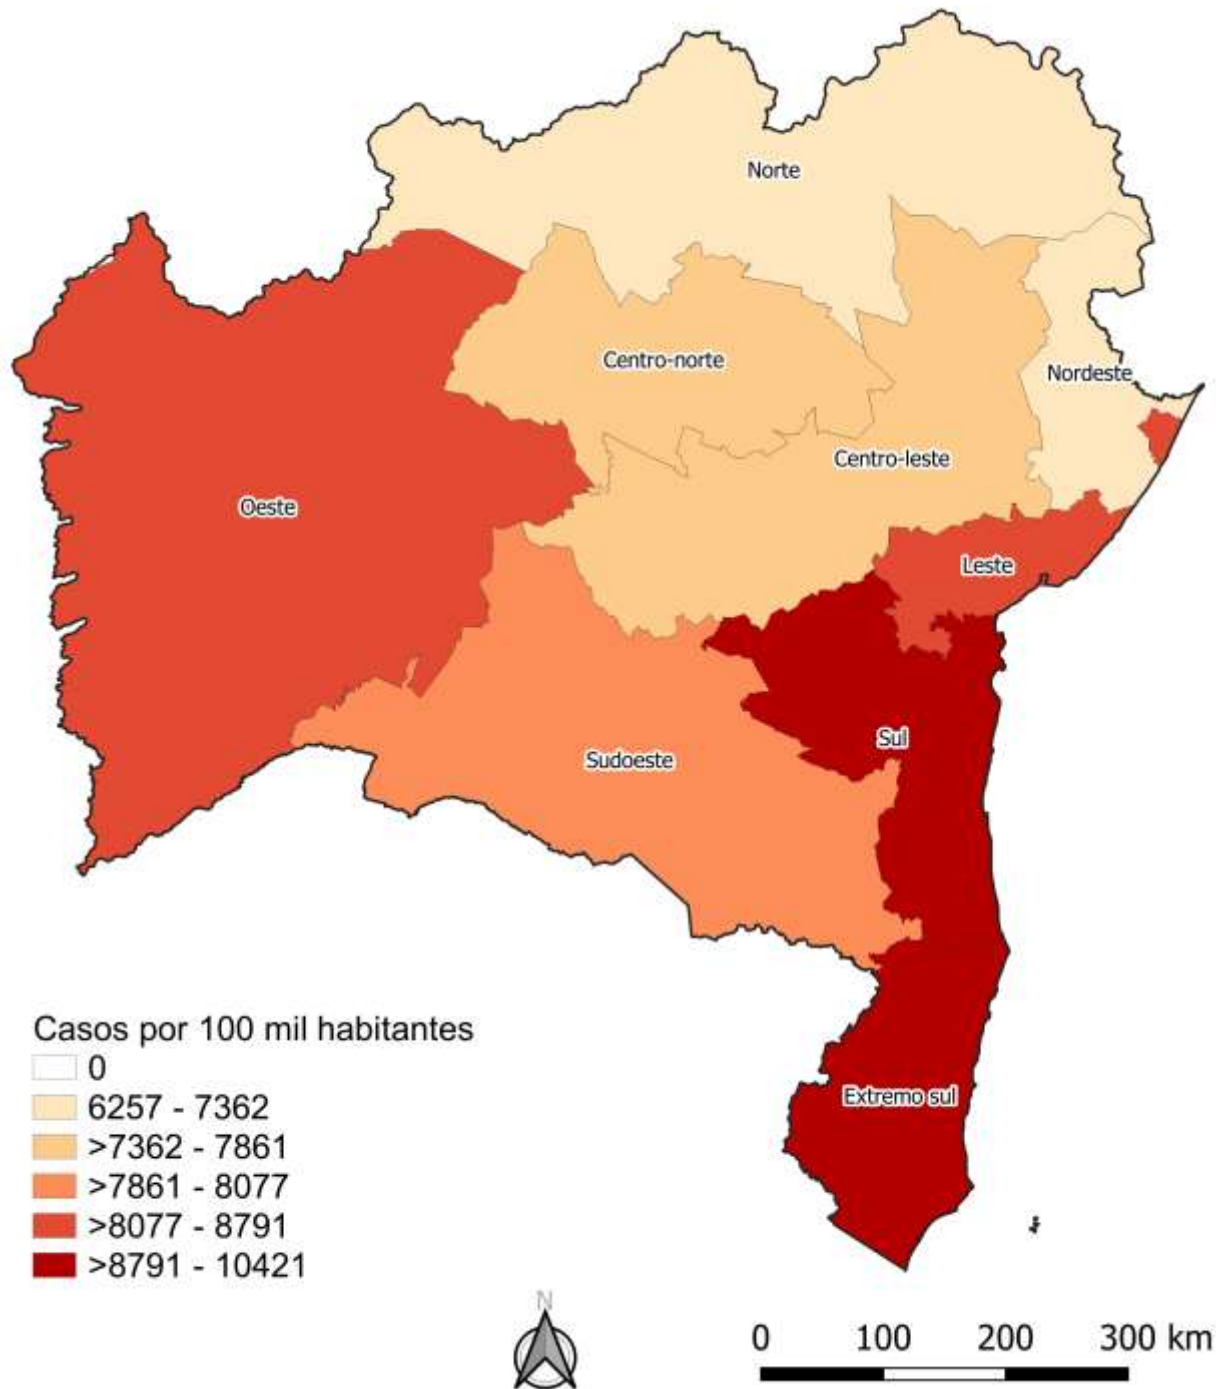 Norte
Centro-norte
Nordeste
Centro-leste
Oeste
Leste
Sul
Sudoeste
Casos por 100 mil habitantes
0
6257 - 7362
>7362 - 7861
>7861 - 8077
>8077 - 8791
>8791 - 10421
Extremo sul
N
0 100 200 300 km